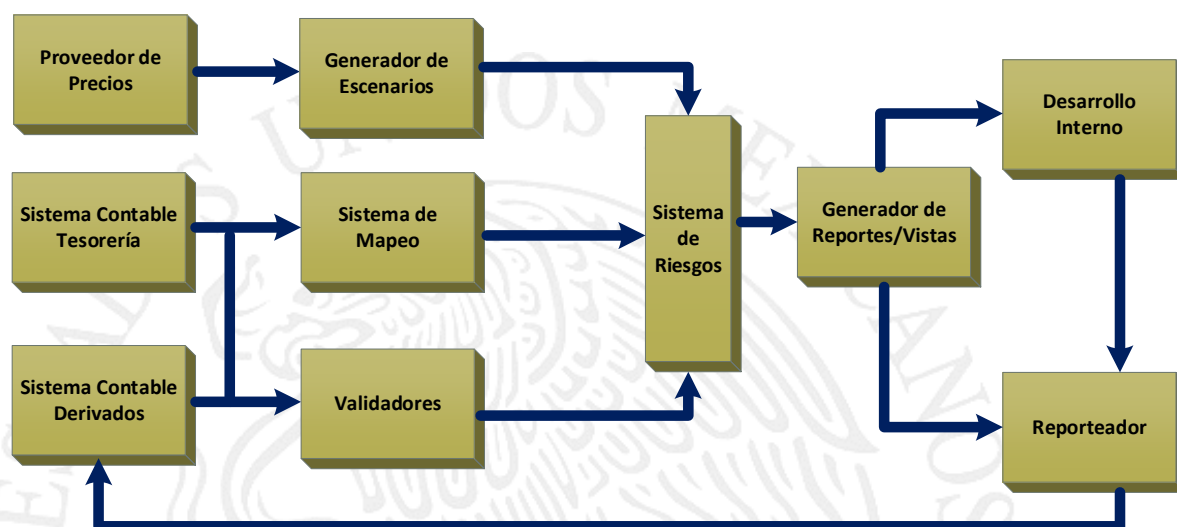 Proveedor de
Precios
Generador de
Escenarios
Desarrollo
Interno
Sistema Contable
Tesorería
Sistema de
Mapeo
Sistema
de
Riesgos
Generador de
Reportes/Vistas
Sistema Contable
Derivados
Validadores
Reporteador